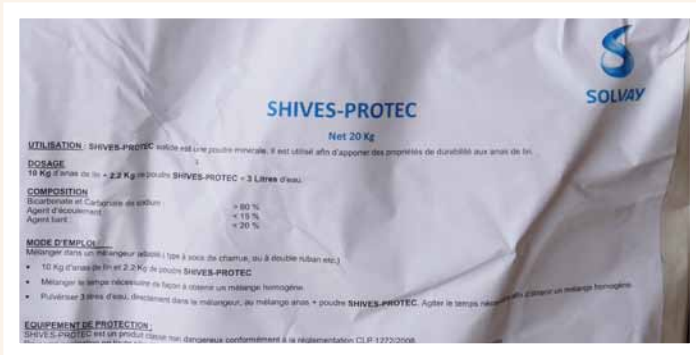 SOLVAY
SHIVES-PROTEC
Net 20 Kg
UTILISATION : SHIVES-PROTEC solide est une poudre minérale. Il est utilisé afin d'apporter des propriétés de durabilité aux anas de lin.
DOSAGE
10 Kg d'anas de lin + 2.2 Kg de poudre SHIVES-PROTEC + 3 Litres d'eau.
COMPOSITION
Bicarbonate et Carbonate de sodium : > 60 %
Agent d'écoulement < 15 %
Agent liant : < 20 %
MODE D'EMPLOI :
Mélanger dans un mélangeur adapté ( type à socs de charrue, ou à double ruban etc.)
• 10 Kg d'anas de lin et 2.2 Kg de poudre SHIVES-PROTEC
• Mélanger le temps nécessaire de façon à obtenir un mélange homogène.
• Pulvériser 3 litres d'eau, directement dans le mélangeur, au mélange anas + poudre SHIVES-PROTEC. Agiter le temps nécessaire afin d'obtenir un mélange homogène.
EQUIPEMENT DE PROTECTION :
SHIVES-PROTEC est un produit classé non dangereux conformément à la réglementation CLP 1272/2008.